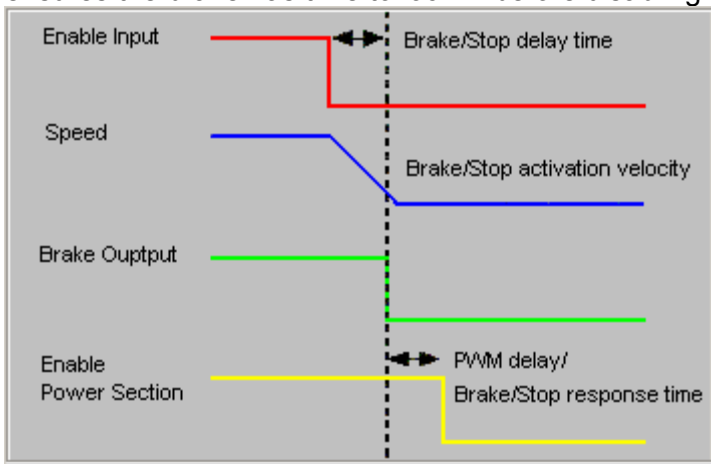 Enable Input
Brake/Stop delay time
Speed
Brake/Stop activation velocity
Brake Ouptput
Enable
Power Section
PWM delay/
Brake/Stop response time